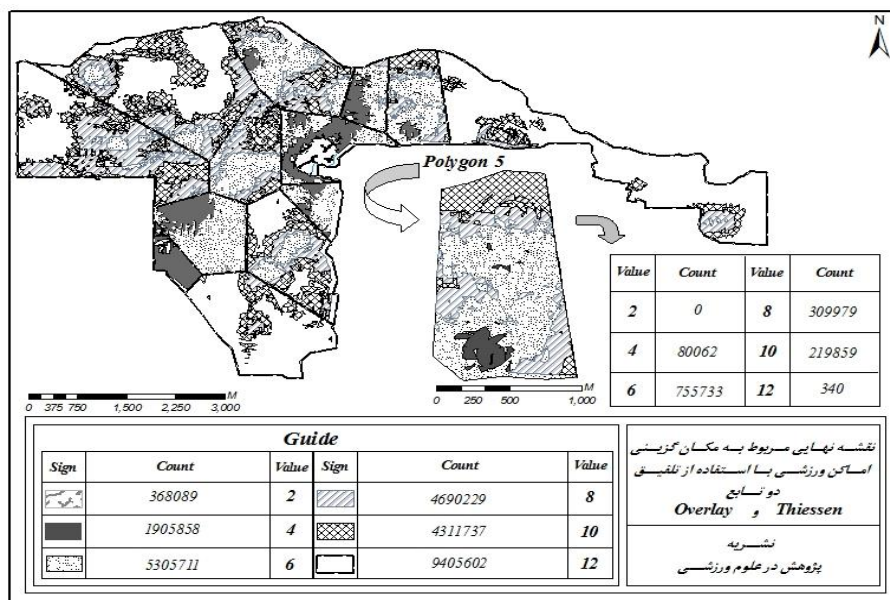 N
Polygon 5
Value Count Value Count
2 0 8 309979
4 80062 10 219859
6 755733 12 340
M
0 375 750 1,500 2,250 3,000
M
0 250 500 1,000
Guide
Sign Count Value Sign Count Value
368089 2 4690229 8
1905858 4 4311737 10
5305711 6 9405602 12
نقشه نهایی مربوط به مکان گزینی
اماکن ورزشی با استفاده از تلفیق
دو تابع
Overlay و Thiessen
نشریه
پژوهش در علوم ورزشی